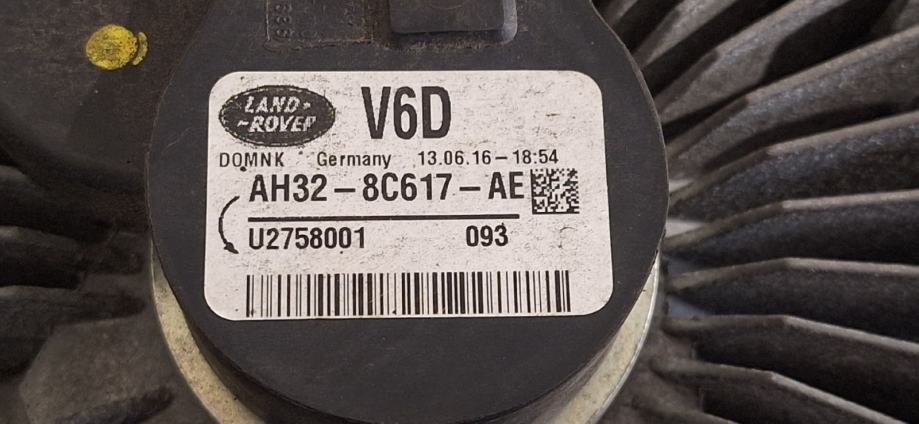 LAND-
-ROVER
V6D
DOMNK Germany 13.06.16-18:54
AH32-8C617-AE
U2758001 093